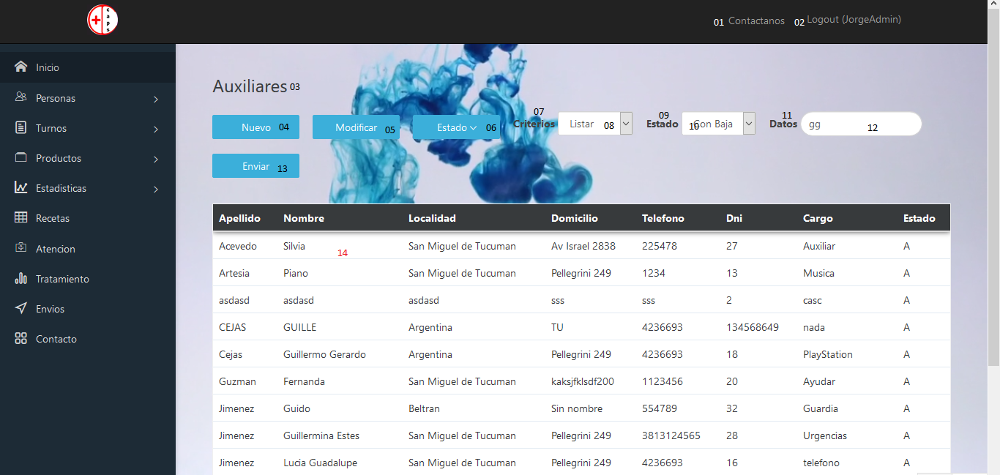 caps
01 Contactanos 02 Logout (JorgeAdmin)
Inicio
Personas
Turnos
Productos
Estadisticas
Recetas
Atencion
Tratamiento
Envios
Contacto
Auxiliares 03
Nuevo 04 Modificar 05 Estado 06 07 Criterios Listar 08 09 Estado 10 Con Baja 11 Datos gg 12
Enviar 13
Apellido Nombre Localidad Domicilio Telefono Dni Cargo Estado
Acevedo Silvia 14 San Miguel de Tucuman Av Israel 2838 225478 27 Auxiliar A
Artesia Piano San Miguel de Tucuman Pellegrini 249 1234 13 Musica A
asdasd asdasd asdasd sss sss 2 casc A
CEJAS GUILLE Argentina TU 4236693 134568649 nada A
Cejas Guillermo Gerardo Argentina Pellegrini 249 4236693 18 PlayStation A
Guzman Fernanda San Miguel de Tucuman kaksjfklsdf200 1123456 20 Ayudar A
Jimenez Guido Beltran Sin nombre 554789 32 Guardia A
Jimenez Guillermina Estes San Miguel de Tucuman Pellegrini 249 3813124565 28 Urgencias A
Jimenez Lucia Guadalupe San Miguel de Tucuman Pellegrini 249 4236693 16 telefono A